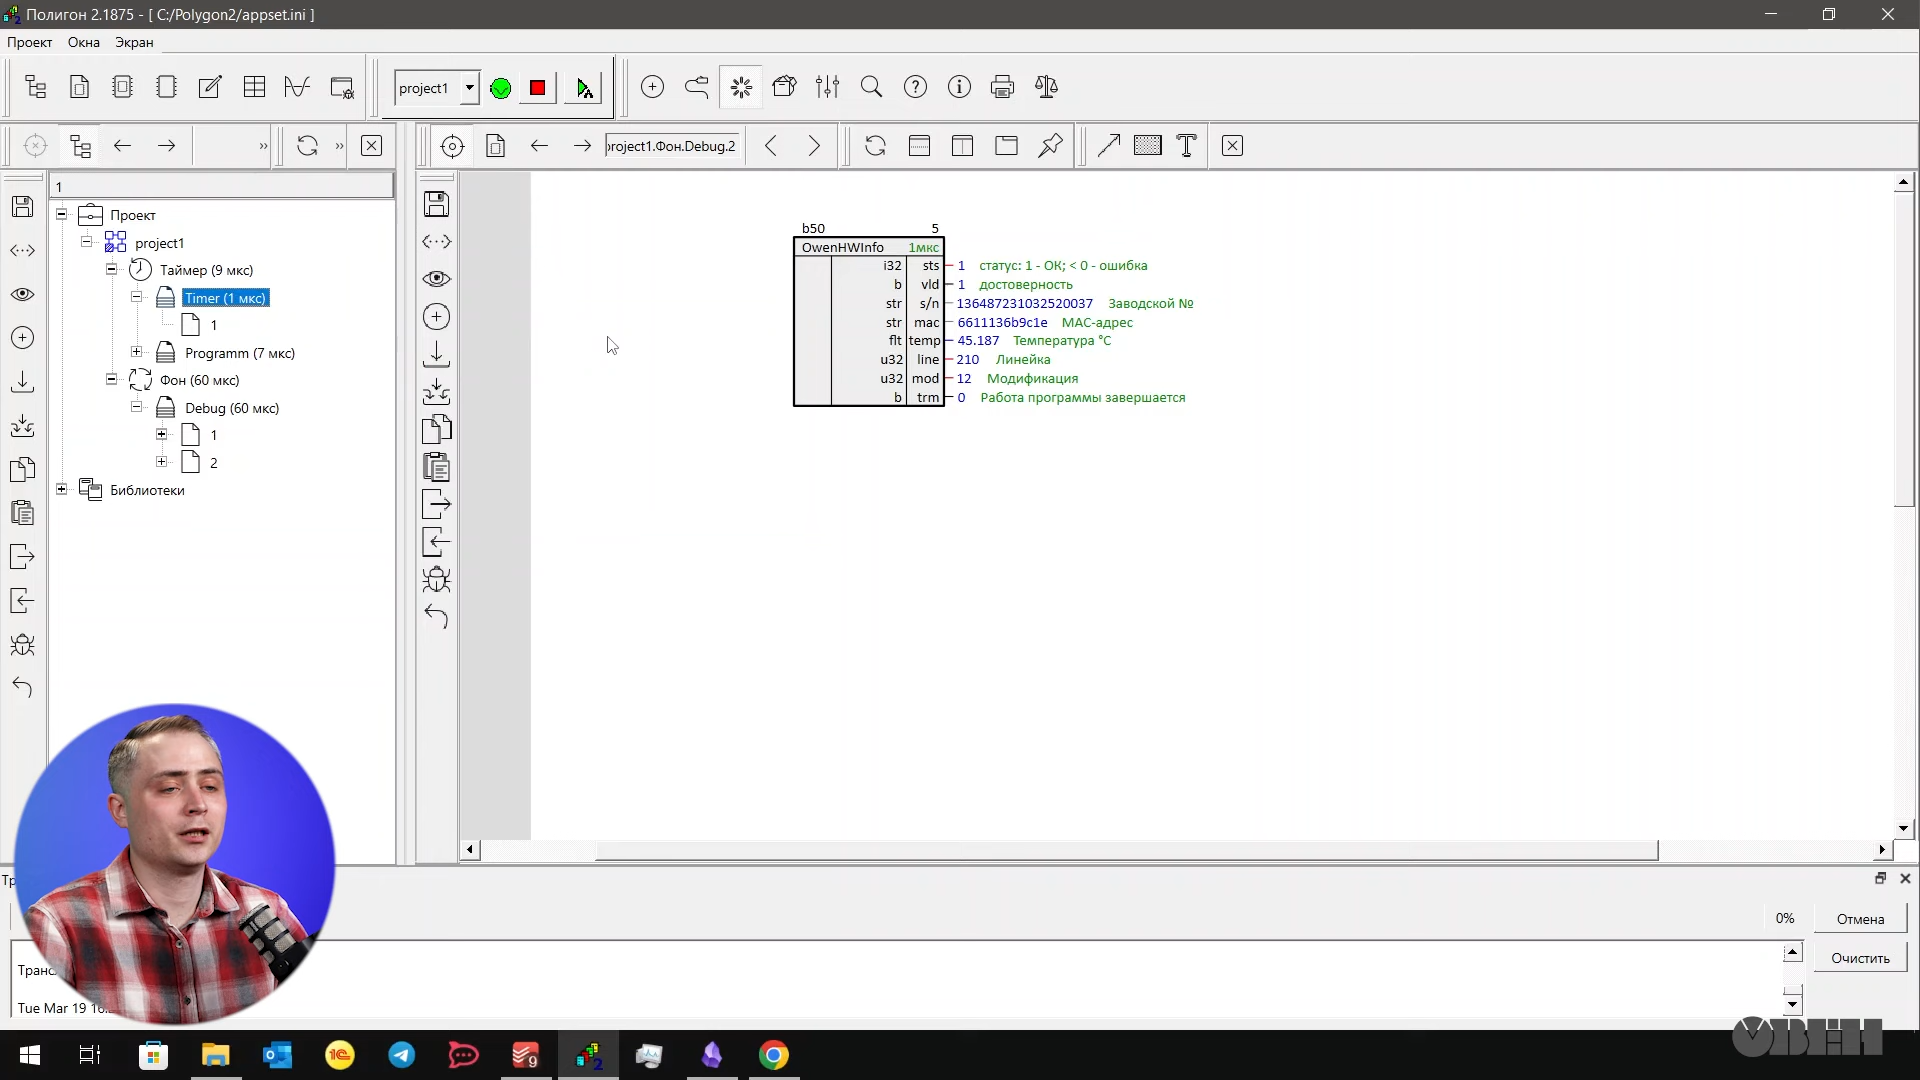 Полигон 2.1875 - [ C:/Polygon2/appset.ini ]
Проект Окна Экран
project1
project1.Фон.Debug.2
1
Проект
project1
Таймер (9 мкс)
Timer (1 мкс)
1
Programm (7 мкс)
Фон (60 мкс)
Debug (60 мкс)
1
2
Библиотеки
b50 5
OwenHWInfo 1мкс
i32 sts 1 статус: 1 - ОК; < 0 - ошибка
b vld 1 достоверность
str s/n 136487231032520037 Заводской №
str mac 6611136b9c1e МАС-адрес
flt temp 45.187 Температура °C
u32 line 210 Линейка
u32 mod 12 Модификация
b trm 0 Работа программы завершается
0% Отмена
Очистить
Tue Mar 19
9
2
ОВЕН